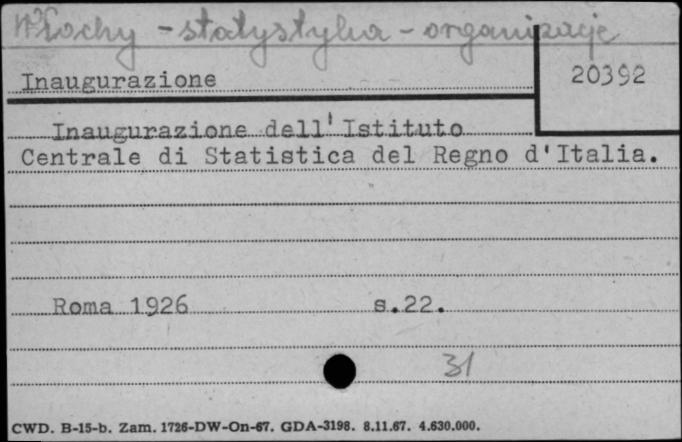 Włochy - statystyka - organizacje
Inaugurazione
20392
Inaugurazione dell'Istituto
Centrale di Statistica del Regno d'Italia.
Roma 1926 s.22.
31
CWD. B-15-b. Zam. 1726-DW-On-67. GDA-3198. 8.11.67. 4.630.000.